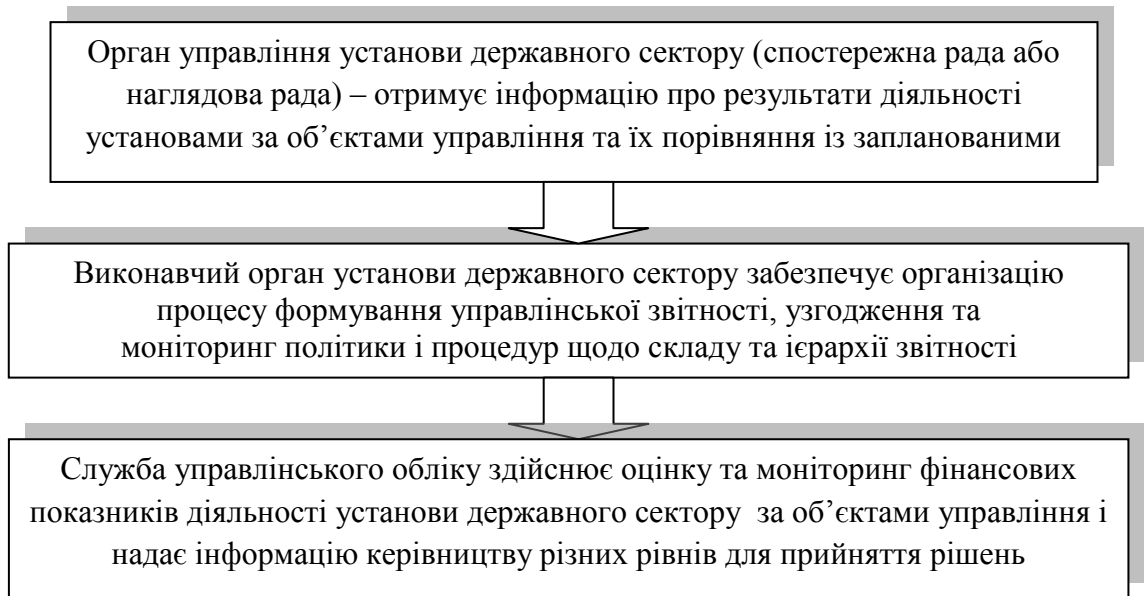 Орган управління установи державного сектору (спостережна рада або
наглядова рада) – отримує інформацію про результати діяльності
установами за об’єктами управління та їх порівняння із запланованими
Виконавчий орган установи державного сектору забезпечує організацію
процесу формування управлінської звітності, узгодження та
моніторинг політики і процедур щодо складу та ієрархії звітності
Служба управлінського обліку здійснює оцінку та моніторинг фінансових
показників діяльності установи державного сектору за об’єктами управління і
надає інформацію керівництву різних рівнів для прийняття рішень